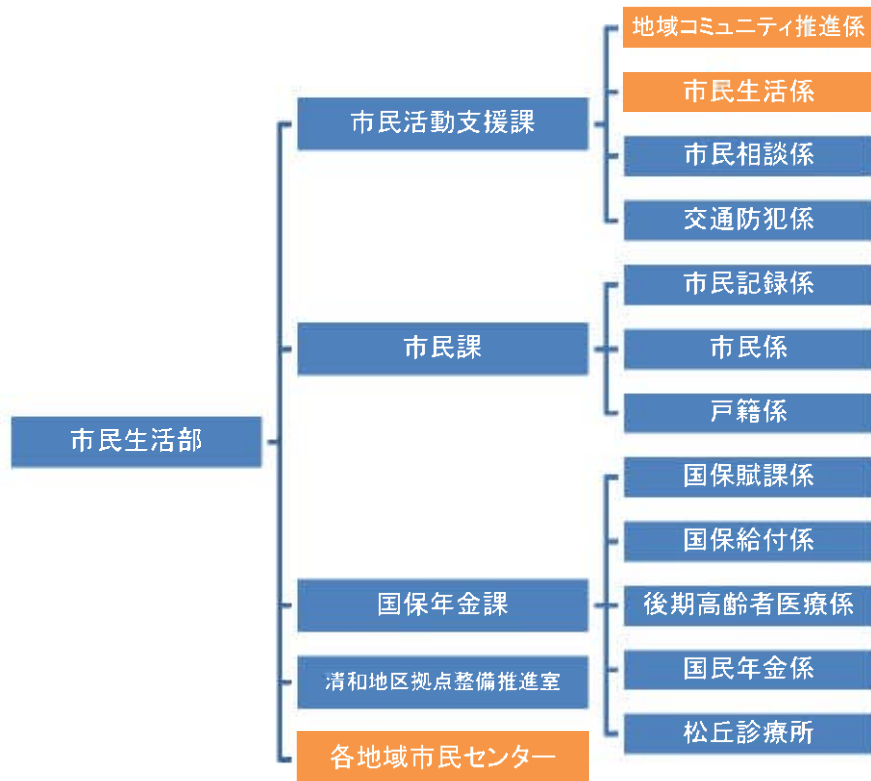 市民生活部
市民活動支援課
地域コミュニティ推進係
市民生活係
市民相談係
交通防犯係
市民課
市民記録係
市民係
戸籍係
国保年金課
国保賦課係
国保給付係
後期高齢者医療係
国民年金係
松丘診療所
清和地区拠点整備推進室
各地域市民センター